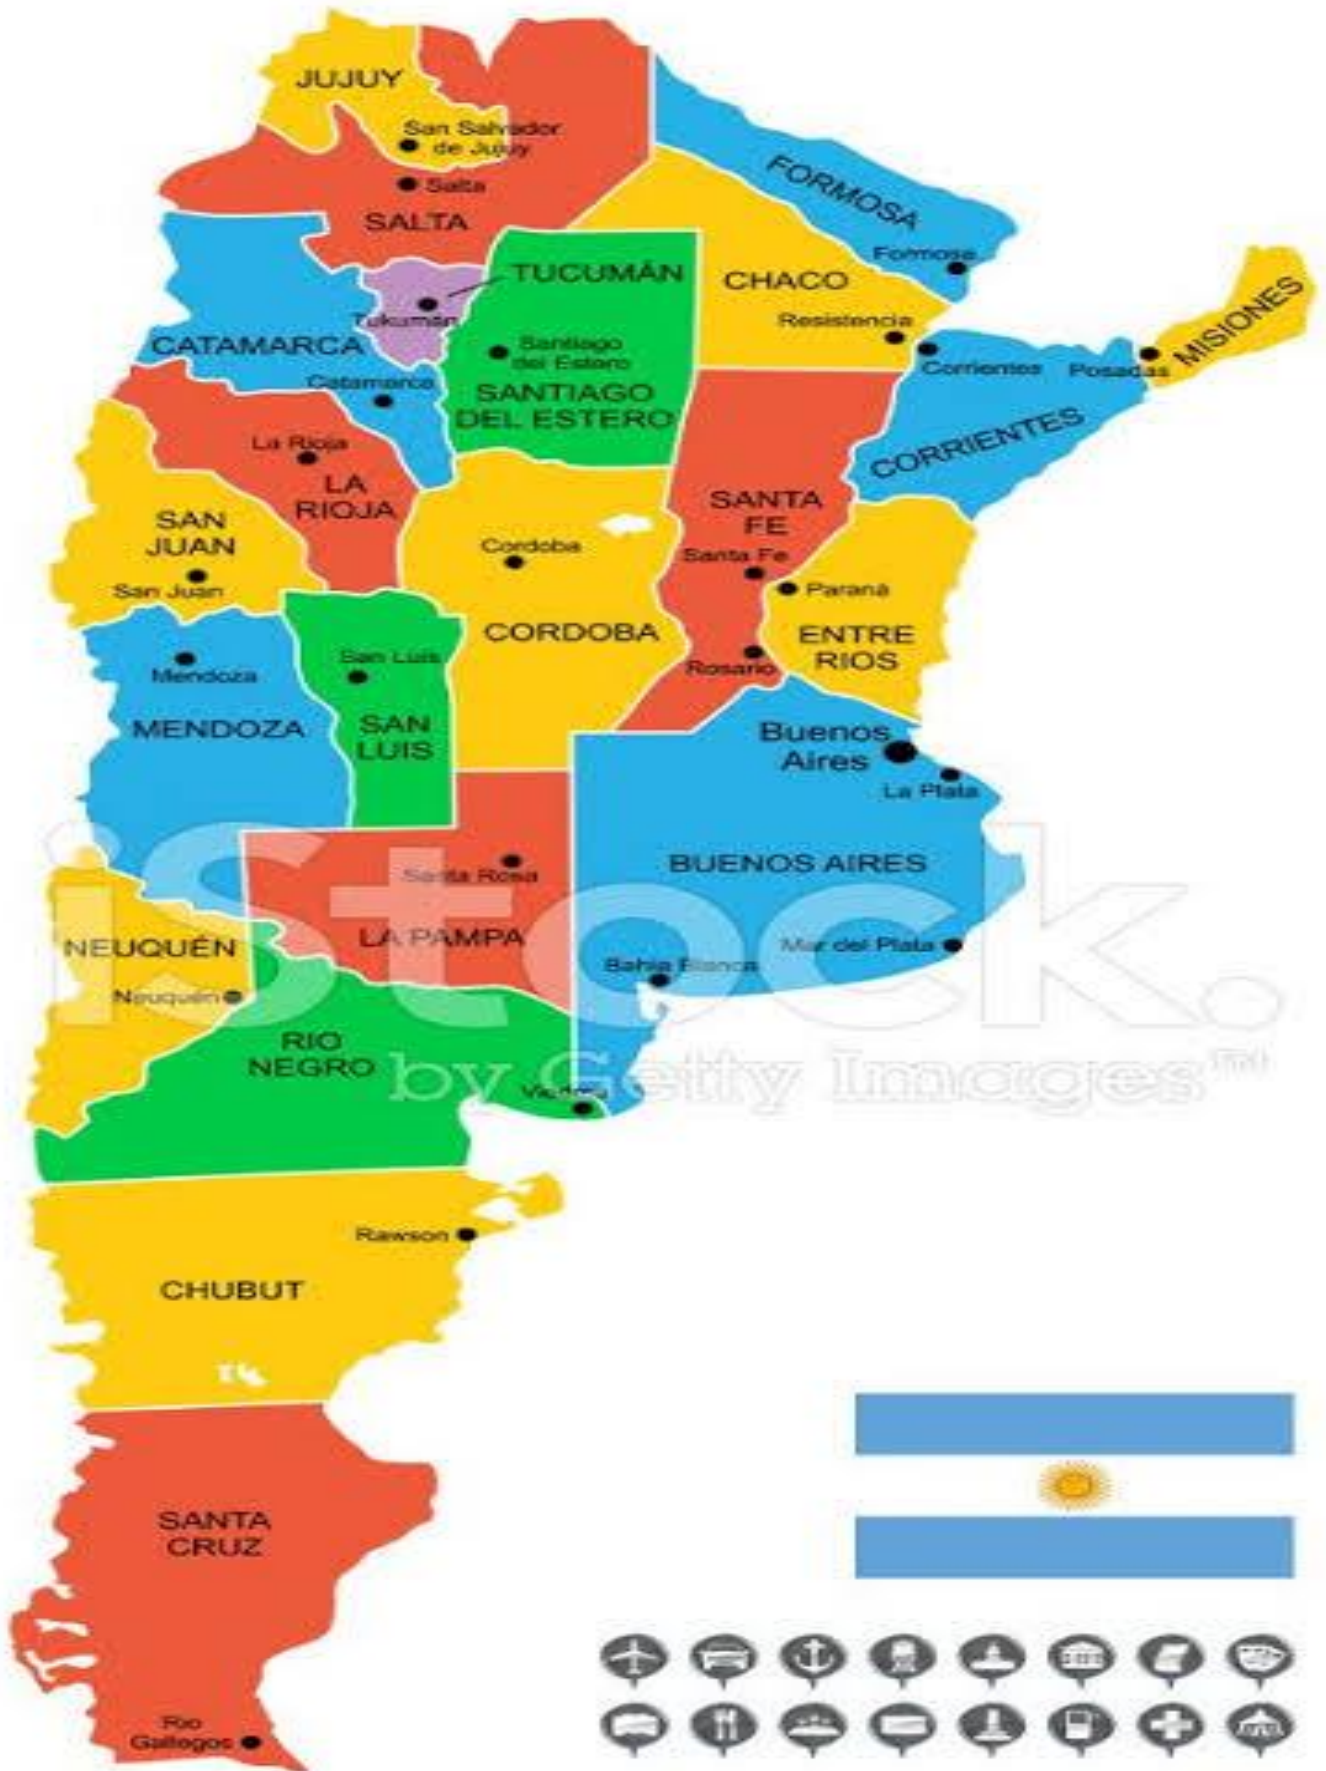 JUJUY
San Salvador
de Jujuy
Salta
SALTA
FORMOSA
Formosa
TUCUMÁN
Tukuman
CHACO
Resistencia
MISIONES
CATAMARCA
Catamarca
Santiago
del Estero
SANTIAGO
DEL ESTERO
Corrientes
Posadas
CORRIENTES
La Rioja
LA
RIOJA
SAN
JUAN
San Juan
Cordoba
CORDOBA
SANTA
FE
Santa Fe
Paraná
ENTRE
RIOS
Rosario
Mendoza
MENDOZA
San Luis
SAN
LUIS
Buenos
Aires
La Plata
BUENOS AIRES
Santa Rosa
LA PAMPA
Mar del Plata
Bahia Blanca
NEUQUÉN
Neuquén
RIO
NEGRO
iStock.
by Getty Images™
Rawson
CHUBUT
SANTA
CRUZ
Rio
Gallegos